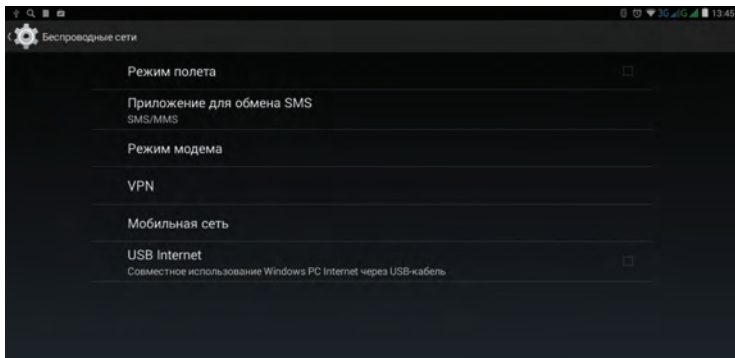 3G G 13:45
Беспроводные сети
Режим полета
Приложение для обмена SMS
SMS/MMS
Режим модема
VPN
Мобильная сеть
USB Internet
Совместное использование Windows PC Internet через USB-кабель